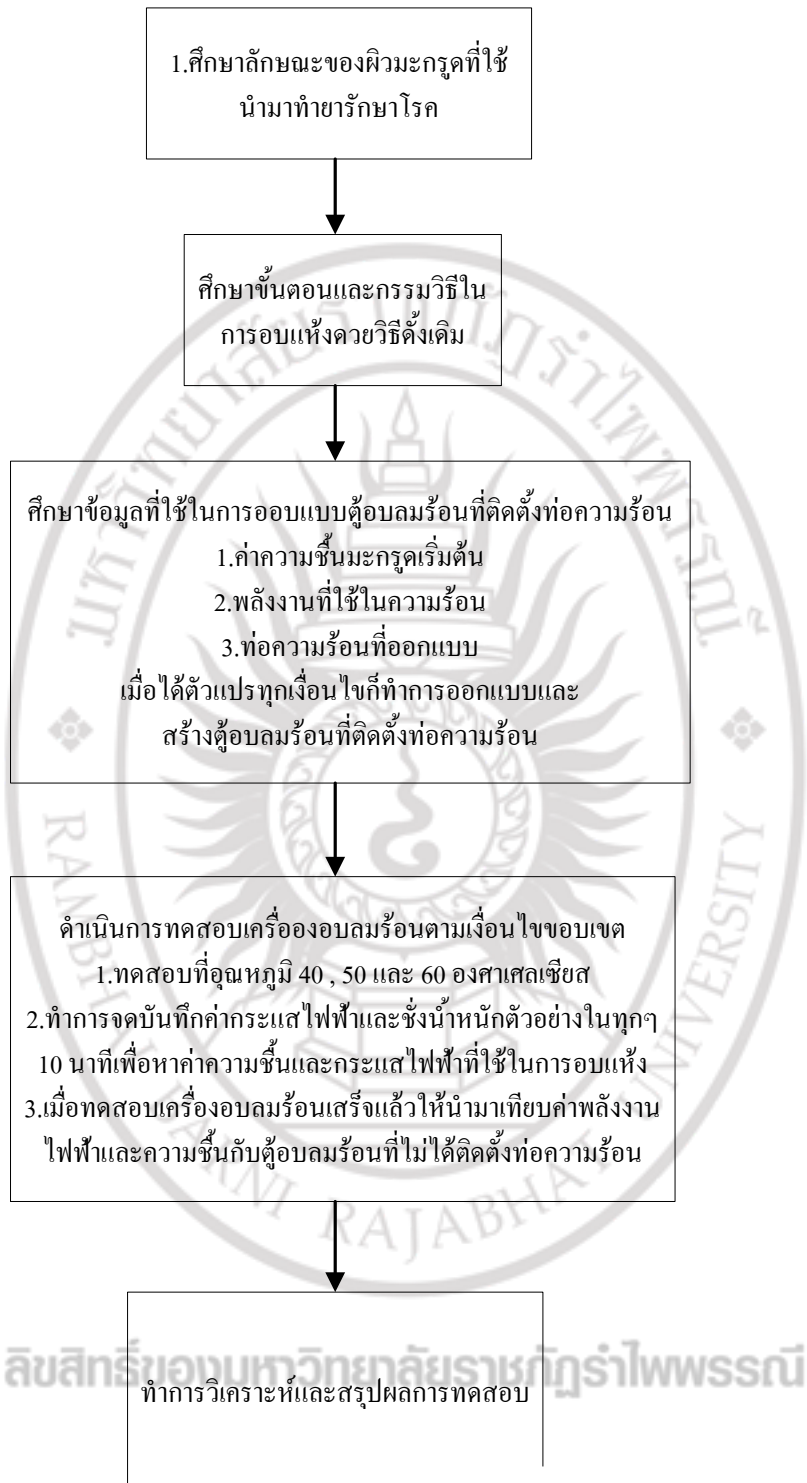 1.ศึกษาลักษณะของผิวมะกรูดที่ใช้
นำมาทำยารักษาโรค
ศึกษาขั้นตอนและกรรมวิธีใน
การอบแห้งดวยวิธีดั้งเดิม
ศึกษาข้อมูลที่ใช้ในการออบแบบตู้อบลมร้อนที่ติดตั้งท่อความร้อน
1.ค่าความชื้นมะกรูดเริ่มต้น
2.พลังงานที่ใช้ในความร้อน
3.ท่อความร้อนที่ออกแบบ
เมื่อได้ตัวแปรทุกเงื่อนไขก็ทำการออกแบบและ
สร้างตู้อบลมร้อนที่ติดตั้งท่อความร้อน
ดำเนินการทดสอบเครื่อองอบลมร้อนตามเงื่อนไขขอบเขต
1.ทดสอบที่อุณหภูมิ 40 , 50 และ 60 องศาเศลเซียส
2.ทำการจดบันทึกค่ากระแสไฟฟ้าและชั่งน้ำหนักตัวอย่างในทุกๆ
10 นาทีเพื่อหาค่าความชื้นและกระแสไฟฟ้าที่ใช้ในการอบแห้ง
3.เมื่อทดสอบเครื่องอบลมร้อนเสร็จแล้วให้นำมาเทียบค่าพลังงาน
ไฟฟ้าและความชื้นกับตู้อบลมร้อนที่ไม่ได้ติดตั้งท่อความร้อน
ทำการวิเคราะห์และสรุปผลการทดสอบ
มหาวิทยาลัยราชภัฏรำไพพรรณี
RAMBHAI BARNI RAJABHAT UNIVERSITY
ลิขสิทธิ์ของมหาวิทยาลัยราชภัฏรำไพพรรณี